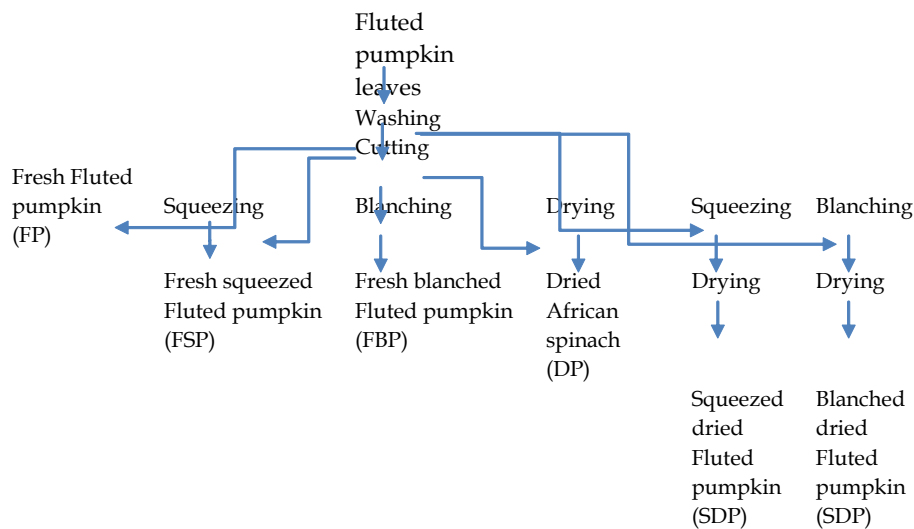 Fluted
pumpkin
leaves
Washing
Cutting
Fresh Fluted
pumpkin
(FP)
Squeezing
Fresh squeezed
Fluted pumpkin
(FSP)
Blanching
Fresh blanched
Fluted pumpkin
(FBP)
Drying
Dried
African
spinach
(DP)
Squeezing
Drying
Squeezed
dried
Fluted
pumpkin
(SDP)
Blanching
Drying
Blanched
dried
Fluted
pumpkin
(SDP)